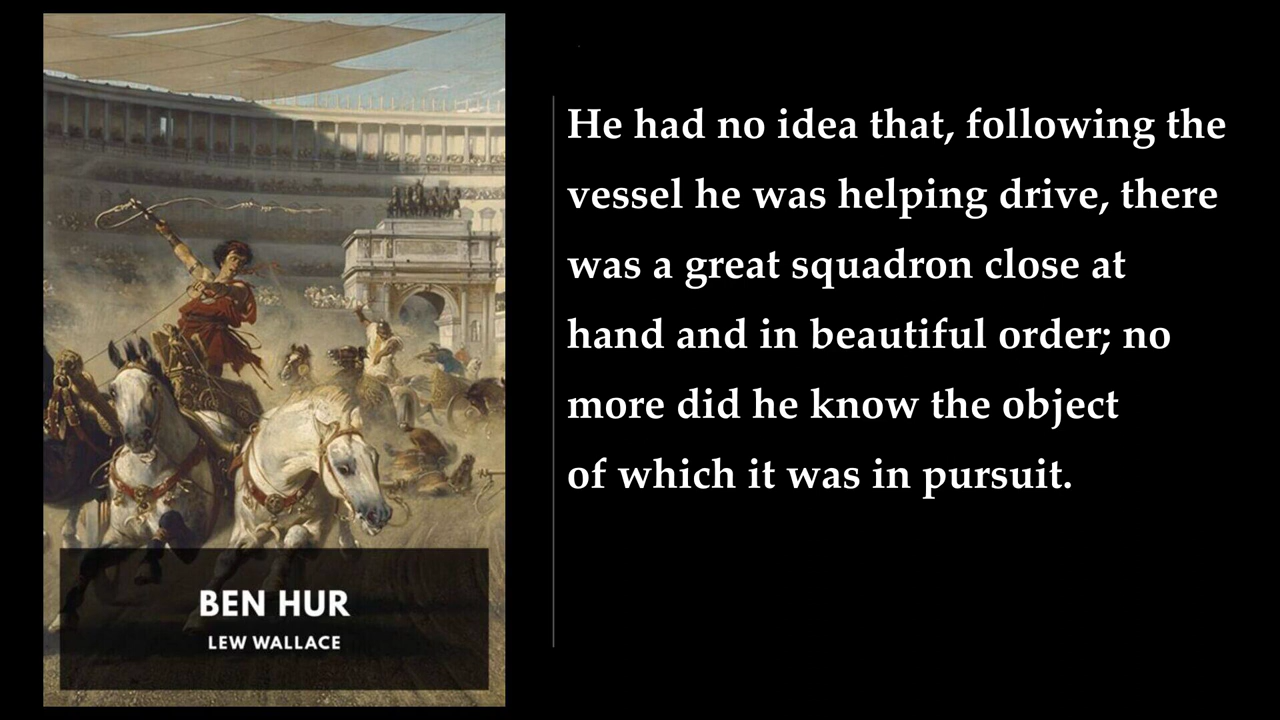 BEN HUR
LEW WALLACE
He had no idea that, following the
vessel he was helping drive, there
was a great squadron close at
hand and in beautiful order; no
more did he know the object
of which it was in pursuit.